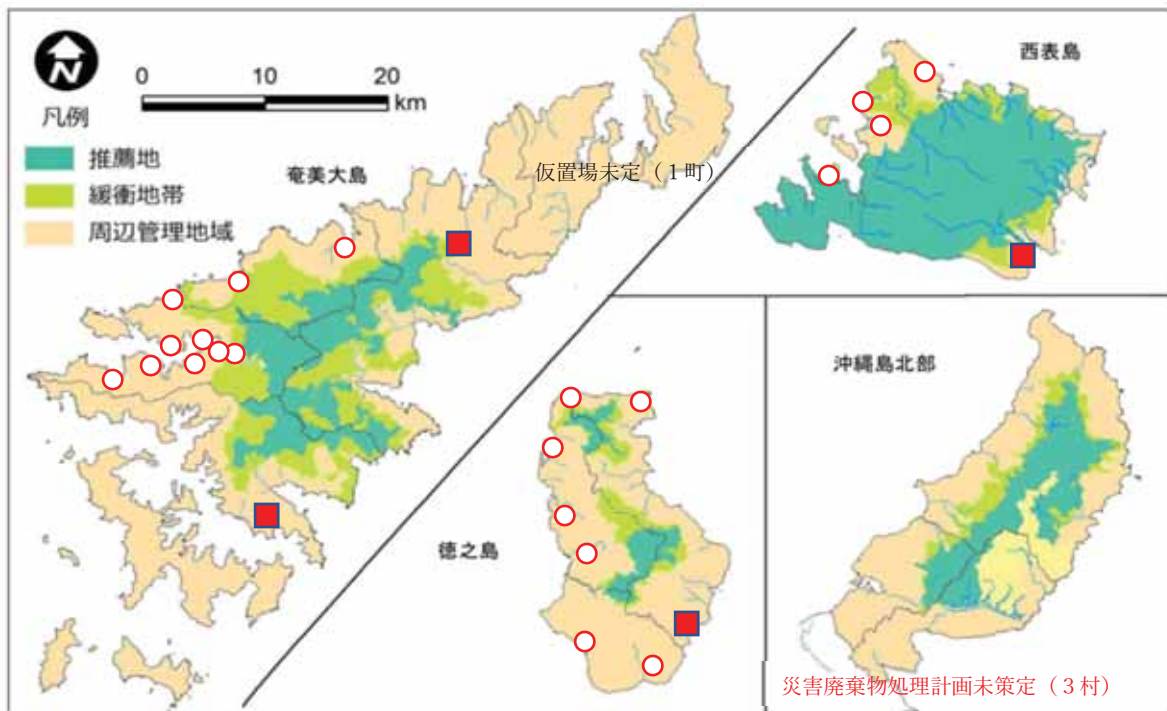 N
0 10 20
km
凡例
推薦地
緩衝地帯
周辺管理地域
奄美大島
仮置場未定（１町）
西表島
徳之島
沖縄島北部
災害廃棄物処理計画未策定（３村）